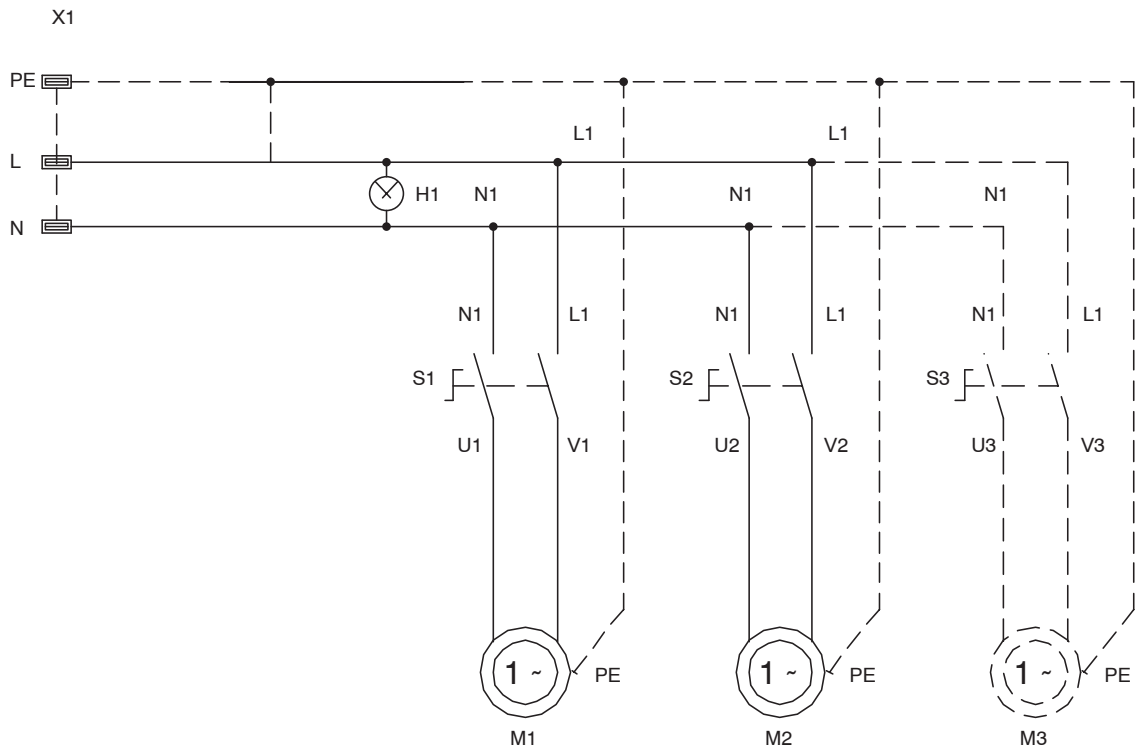 X1
PE
L1 L1
L
H1 N1 N1 N1
N
N1 L1 N1 L1 N1 L1
S1 S2 S3
U1 V1 U2 V2 U3 V3
1 ~ PE 1 ~ PE 1 ~ PE
M1 M2 M3